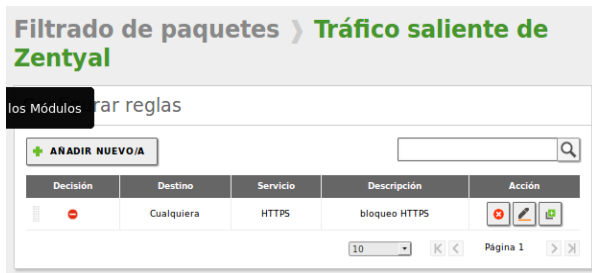 Filtrado de paquetes ❭ Tráfico saliente de
Zentyal
los Módulos
rar reglas
AÑADIR NUEVO/A
Decisión Destino Servicio Descripción Acción
Cualquiera HTTPS bloqueo HTTPS
10 Página 1